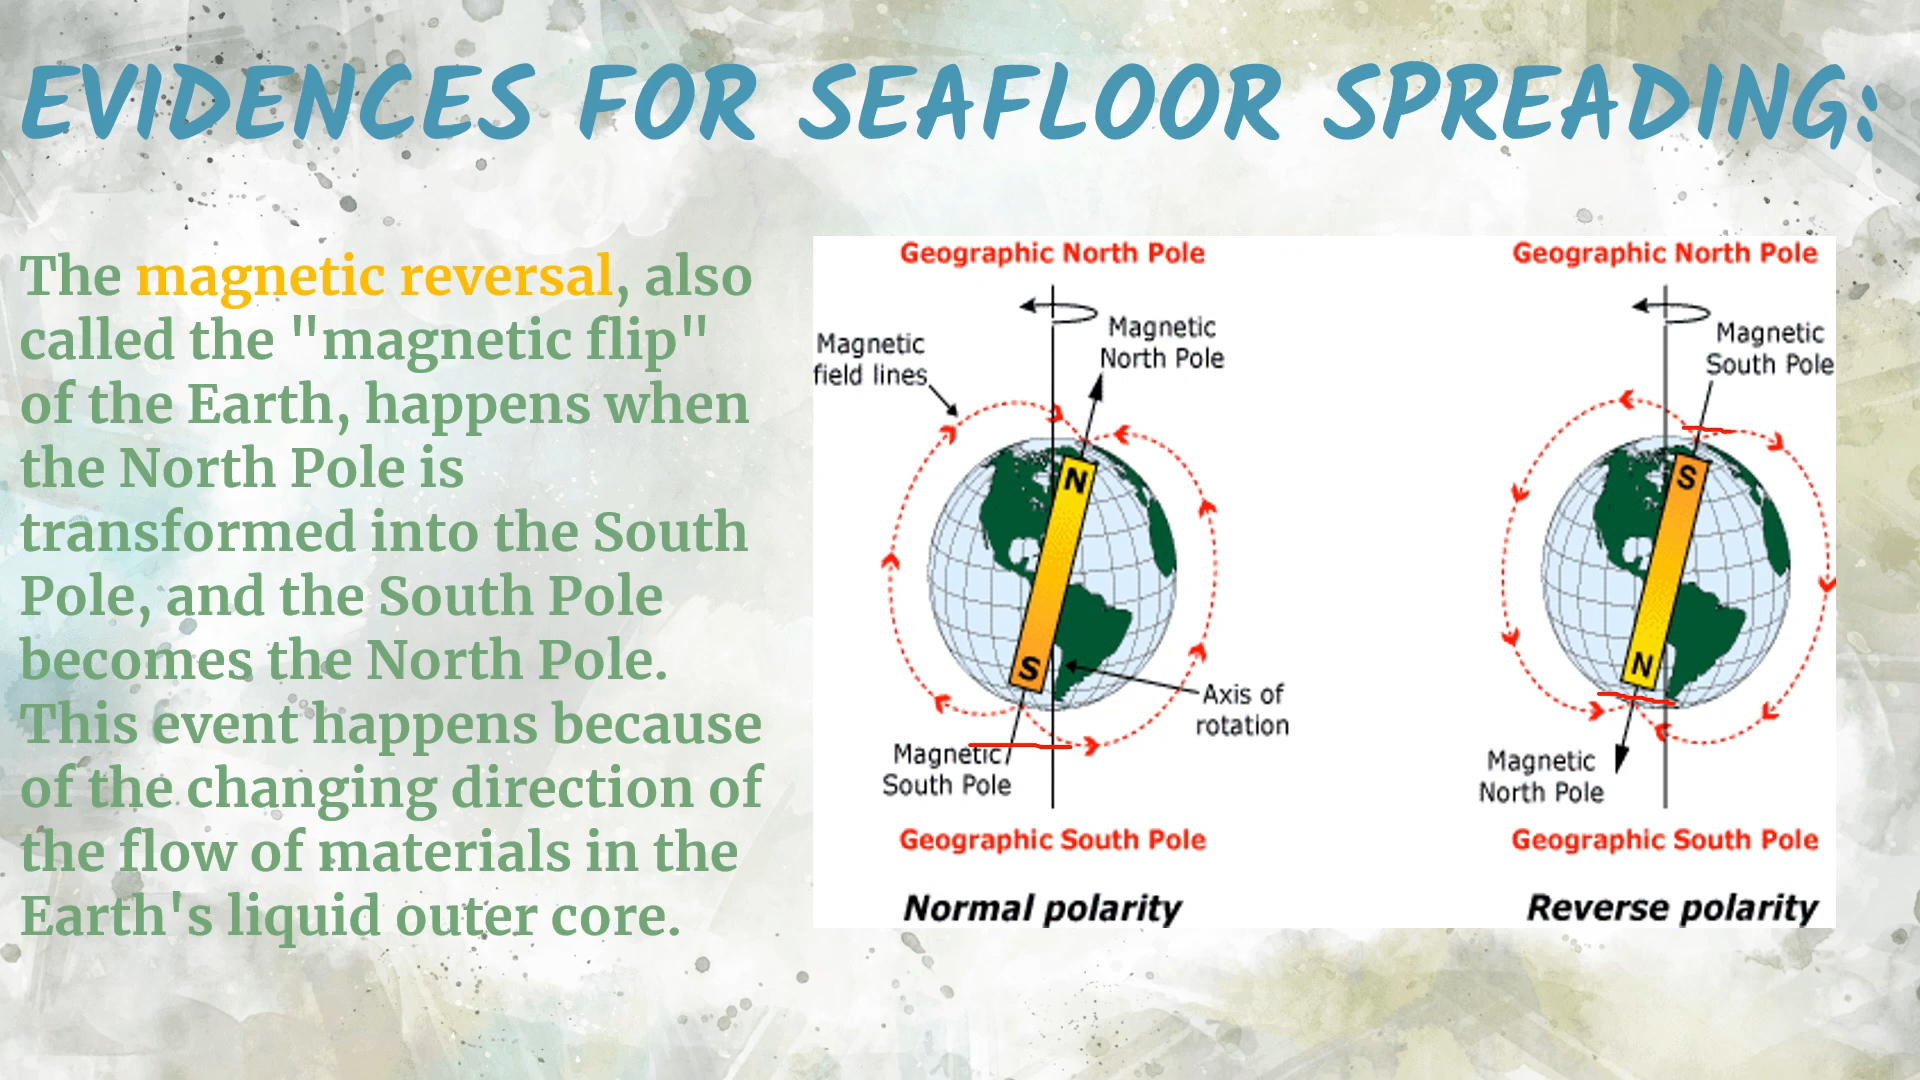 EVIDENCES FOR SEAFLOOR SPREADING:
The magnetic reversal, also
called the "magnetic flip"
of the Earth, happens when
the North Pole is
transformed into the South
Pole, and the South Pole
becomes the North Pole.
This event happens because
of the changing direction of
the flow of materials in the
Earth's liquid outer core.
Geographic North Pole
Magnetic
field lines
Magnetic
North Pole
N
S
Axis of
rotation
Magnetic
South Pole
Geographic South Pole
Normal polarity
Geographic North Pole
Magnetic
South Pole
S
N
Magnetic
North Pole
Geographic South Pole
Reverse polarity